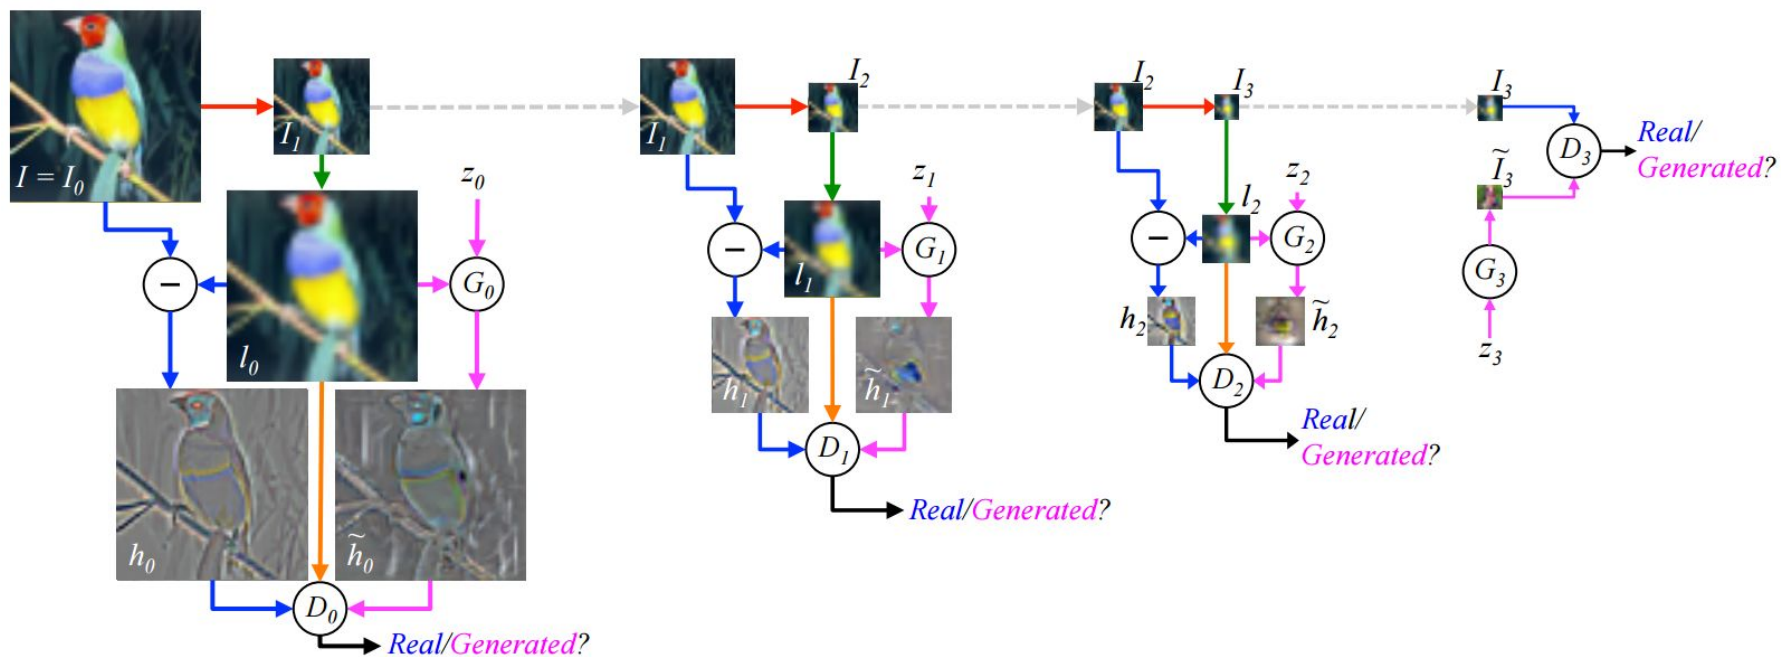 I = I₀
I₁
l₀
z₀
−
G₀
h₀
h̃₀
D₀
Real/Generated?
I₁
I₂
l₁
z₁
−
G₁
h₁
h̃₁
D₁
Real/Generated?
I₂
I₃
l₂
z₂
−
G₂
h₂
h̃₂
D₂
Real/
Generated?
I₃
Ĩ₃
D₃
Real/
Generated?
G₃
z₃